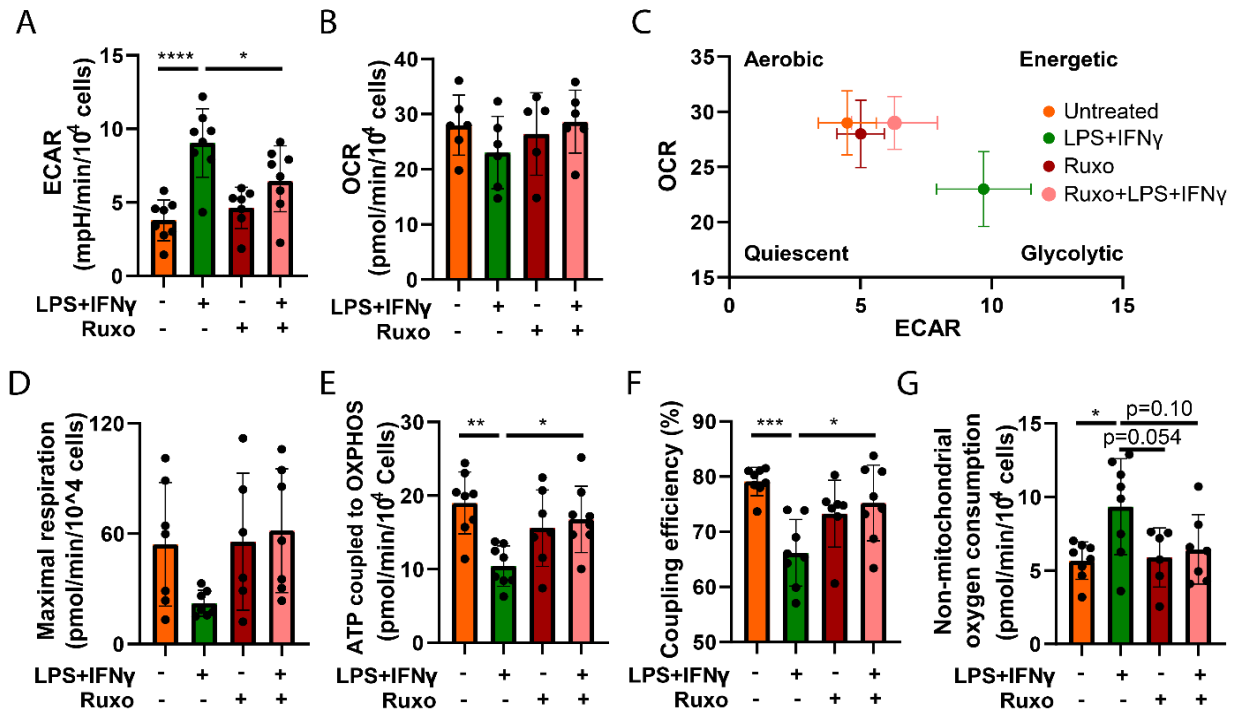 A
ECAR
(mpH/min/10⁴ cells)
15
10
5
0
**** *
LPS+IFNγ - + - +
Ruxo - - + +
B
OCR
(pmol/min/10⁴ cells)
40
30
20
10
0
LPS+IFNγ - + - +
Ruxo - - + +
C
OCR
35
30
25
20
15
Aerobic Energetic
Quiescent Glycolytic
0 5 10 15
ECAR
Untreated
LPS+IFNγ
Ruxo
Ruxo+LPS+IFNγ
D
Maximal respiration
(pmol/min/10^4 cells)
120
60
0
LPS+IFNγ - + - +
Ruxo - - + +
E
ATP coupled to OXPHOS
(pmol/min/10⁴ Cells)
30
20
10
0
** *
LPS+IFNγ - + - +
Ruxo - - + +
F
Coupling efficiency (%)
90
80
70
60
50
*** *
LPS+IFNγ - + - +
Ruxo - - + +
G
Non-mitochondrial
oxygen consumption
(pmol/min/10⁴ cells)
15
10
5
0
* p=0.10
p=0.054
LPS+IFNγ - + - +
Ruxo - - + +